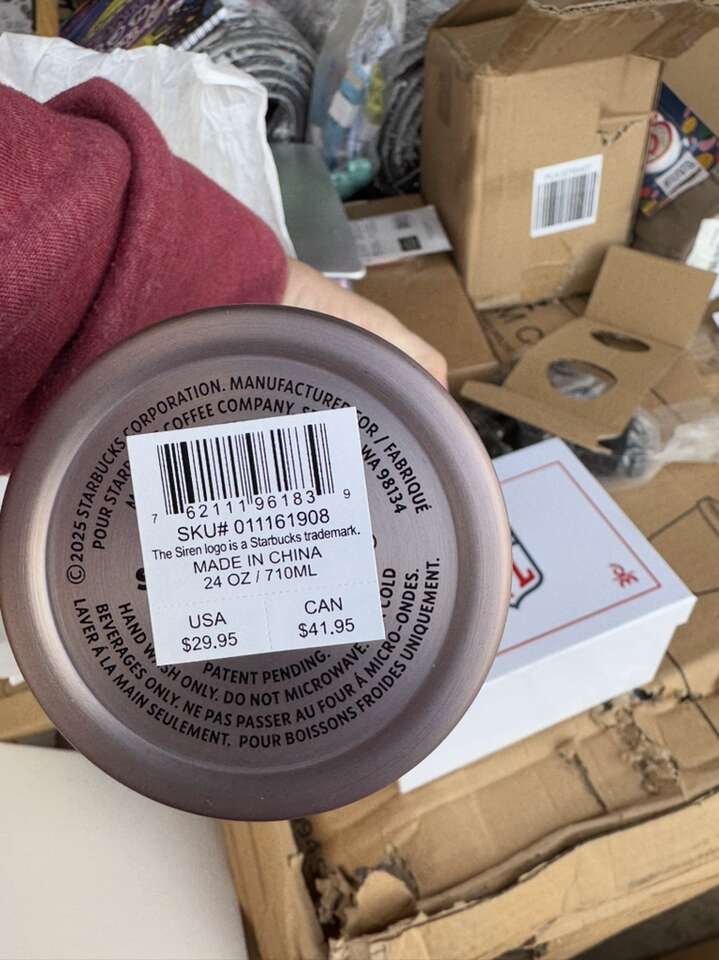 © 2025 STARBUCKS CORPORATION. MANUFACTURED FOR / FABRIQUÉ
POUR COFFEE COMPANY, WA 98134
7 62111 96183 9
SKU# 011161908
The Siren logo is a Starbucks trademark.
MADE IN CHINA
24 OZ / 710ML
USA CAN
$29.95 $41.95
PATENT PENDING.
HAND WASH ONLY. DO NOT MICROWAVE. COLD
BEVERAGES ONLY. NE PAS PASSER AU FOUR À MICRO-ONDES.
LAVER À LA MAIN SEULEMENT. POUR BOISSONS FROIDES UNIQUEMENT.